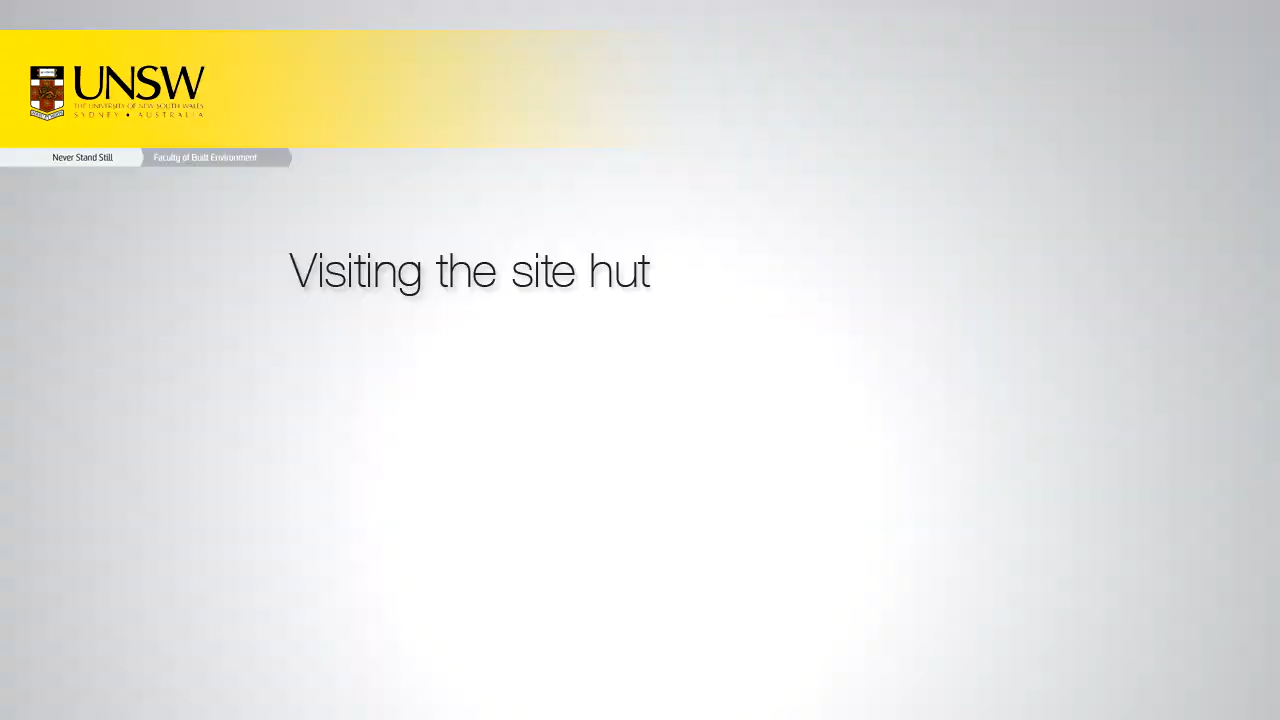 UNSW
THE UNIVERSITY OF NEW SOUTH WALES
SYDNEY • AUSTRALIA
Never Stand Still
Faculty of Built Environment
Visiting the site hut